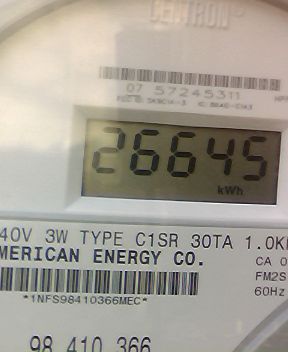 CENTRON®
07 57245311
26645
kWh
40V 3W TYPE C1SR 30TA 1.0K
MERICAN ENERGY CO.
CA 0
FM2S
*1NFS98410366MEC*
60Hz
98 410 366